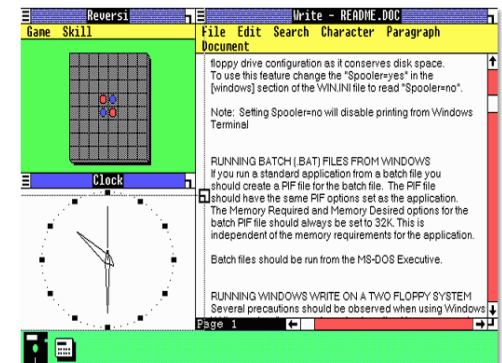 Reversi
Game Skill
Clock
Write - README.DOC
File Edit Search Character Paragraph
Document
floppy drive configuration as it conserves disk space.
To use this feature change the "Spooler=yes" in the
[windows] section of the WIN.INI file to read "Spooler=no".
Note: Setting Spooler=no will disable printing from Windows
Terminal
RUNNING BATCH (.BAT) FILES FROM WINDOWS
If you run a standard application from a batch file you
should create a PIF file for the batch file. The PIF file
should have the same PIF options set as the application.
The Memory Required and Memory Desired options for the
batch PIF file should always be set to 32K. This is
independent of the memory requirements for the application.
Batch files should be run from the MS-DOS Executive.
RUNNING WINDOWS WRITE ON A TWO FLOPPY SYSTEM
Several precautions should be observed when using Windows
Page 1